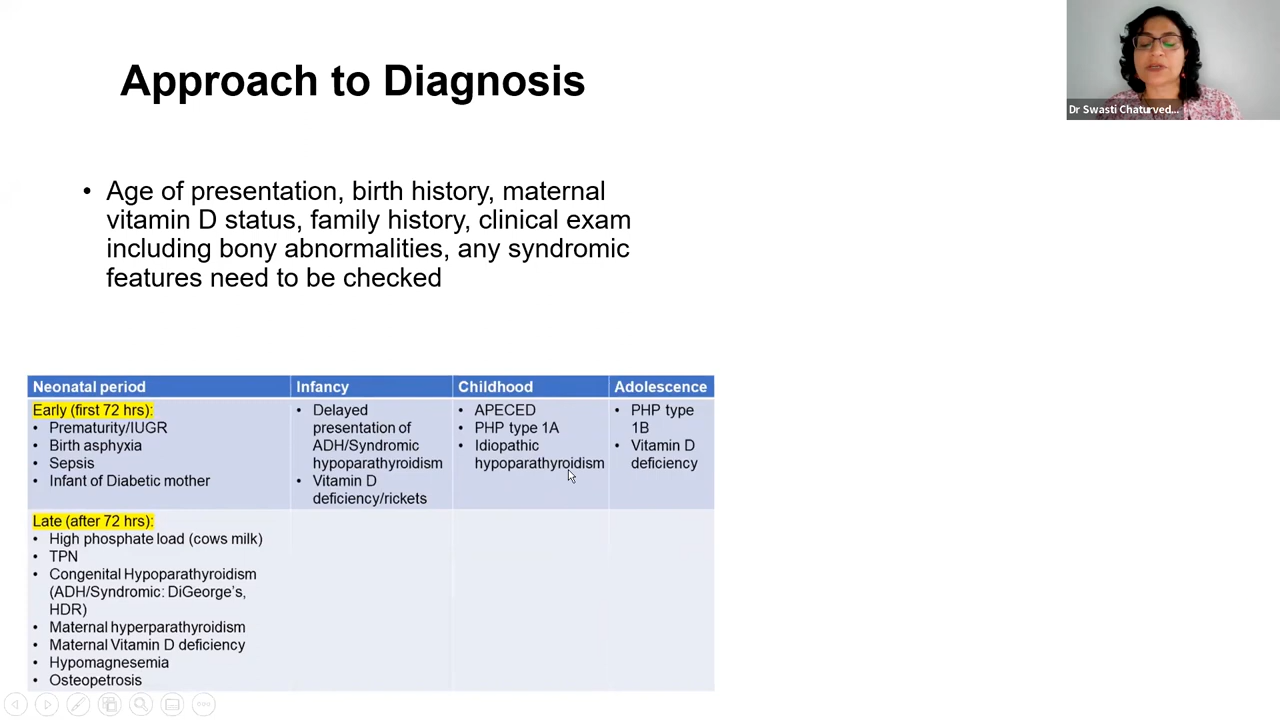 Approach to Diagnosis
Dr Swasti Chaturved...
• Age of presentation, birth history, maternal
vitamin D status, family history, clinical exam
including bony abnormalities, any syndromic
features need to be checked
Neonatal period
Early (first 72 hrs):
• Prematurity/IUGR
• Birth asphyxia
• Sepsis
• Infant of Diabetic mother
Late (after 72 hrs):
• High phosphate load (cows milk)
• TPN
• Congenital Hypoparathyroidism
(ADH/Syndromic: DiGeorge's,
HDR)
• Maternal hyperparathyroidism
• Maternal Vitamin D deficiency
• Hypomagnesemia
• Osteopetrosis
Infancy
• Delayed
presentation of
ADH/Syndromic
hypoparathyroidism
• Vitamin D
deficiency/rickets
Childhood
• APECED
• PHP type 1A
• Idiopathic
hypoparathyroidism
Adolescence
• PHP type
1B
• Vitamin D
deficiency